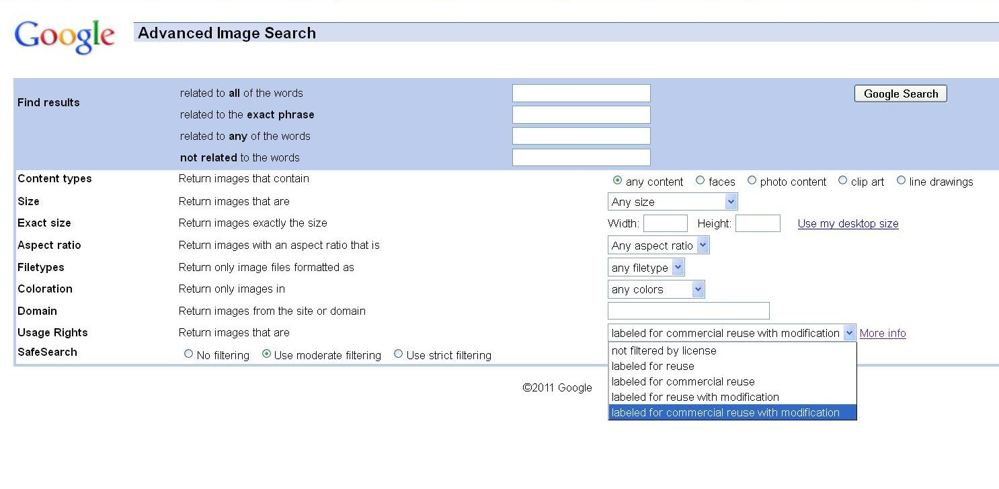 Google Advanced Image Search
Find results related to all of the words Google Search
related to the exact phrase
related to any of the words
not related to the words
Content types Return images that contain any content faces photo content clip art line drawings
Size Return images that are Any size
Exact size Return images exactly the size Width: Height: Use my desktop size
Aspect ratio Return images with an aspect ratio that is Any aspect ratio
Filetypes Return only image files formatted as any filetype
Coloration Return only images in any colors
Domain Return images from the site or domain
Usage Rights Return images that are labeled for commercial reuse with modification More info
SafeSearch No filtering Use moderate filtering Use strict filtering
not filtered by license
labeled for reuse
labeled for commercial reuse
labeled for reuse with modification
labeled for commercial reuse with modification
©2011 Google